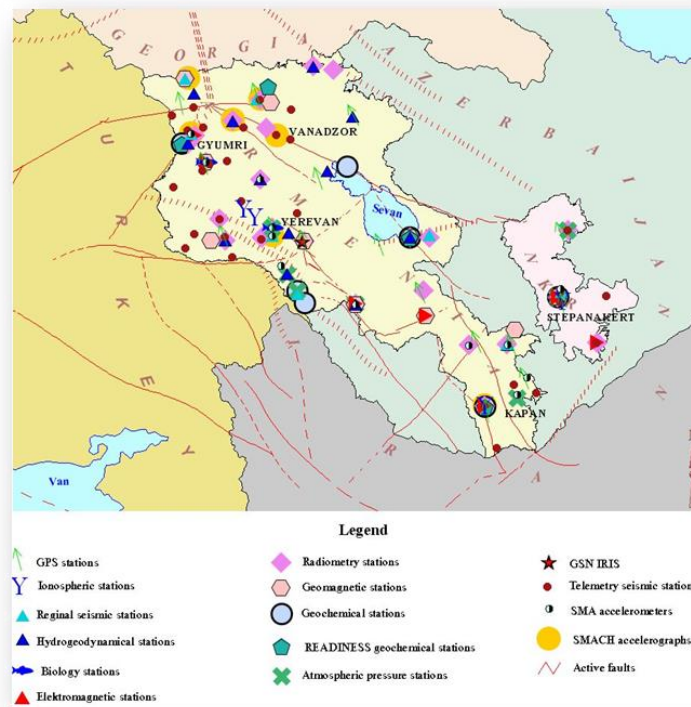 GEORGIA
AZERBAIJAN
TURKEY
ARMENIA
VANADZOR
GYUMRI
Sevan
YEREVAN
NKR
STEPANAKERT
KAPAN
IRAN
Van
Legend
GPS stations
Ionospheric stations
Reginal seismic stations
Hydrogeodynamical stations
Biology stations
Elektromagnetic stations
Radiometry stations
Geomagnetic stations
Geochemical stations
READINESS geochemical stations
Atmospheric pressure stations
GSN IRIS
Telemetry seismic station
SMA accelerometers
SMACH accelerographs
Active faults